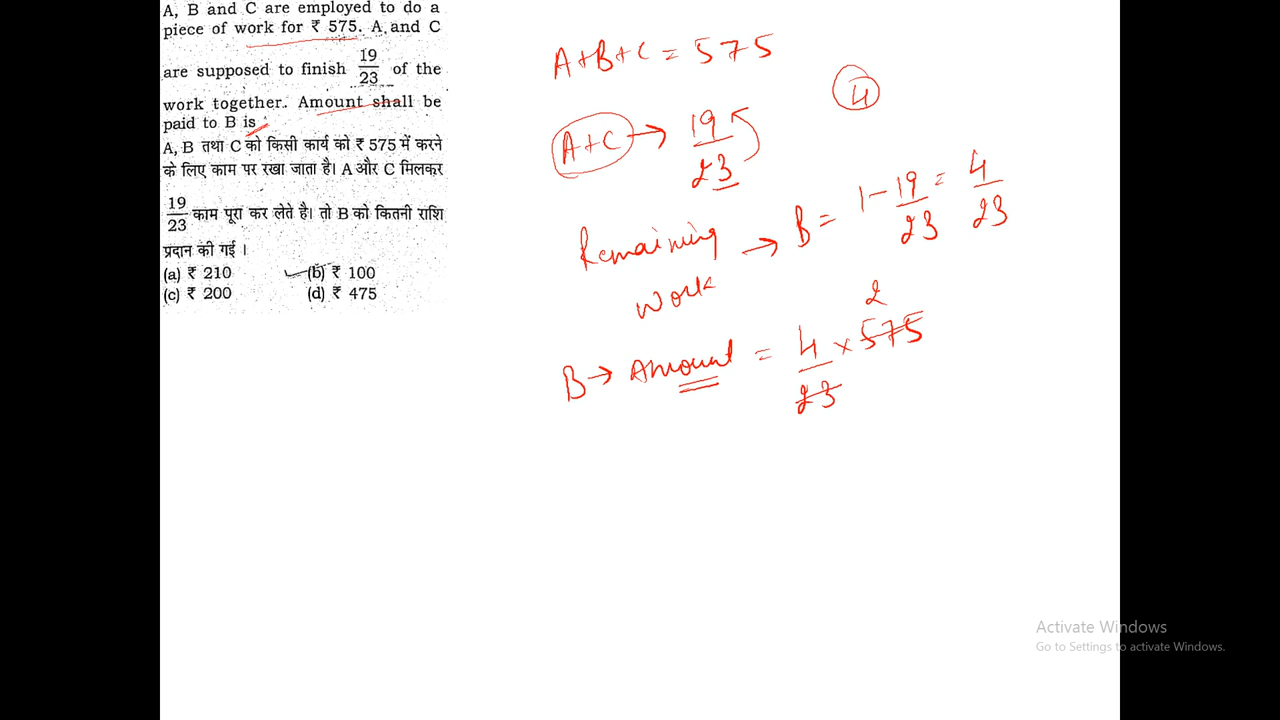 A, B and C are employed to do a
piece of work for ₹ 575. A and C
are supposed to finish 19/23 of the
work together. Amount shall be
paid to B is
A, B तथा C को किसी कार्य को ₹ 575 में करने
के लिए काम पर रखा जाता है। A और C मिलकर
19/23 काम पूरा कर लेते है। तो B को कितनी राशि
प्रदान की गई ।
(a) ₹ 210 (b) ₹ 100
(c) ₹ 200 (d) ₹ 475
A+B+C = 575
4
A+C → 19/23
Remaining work → B = 1 - 19/23 = 4/23
2
B → Amount = 4/23 × 575
Activate Windows
Go to Settings to activate Windows.